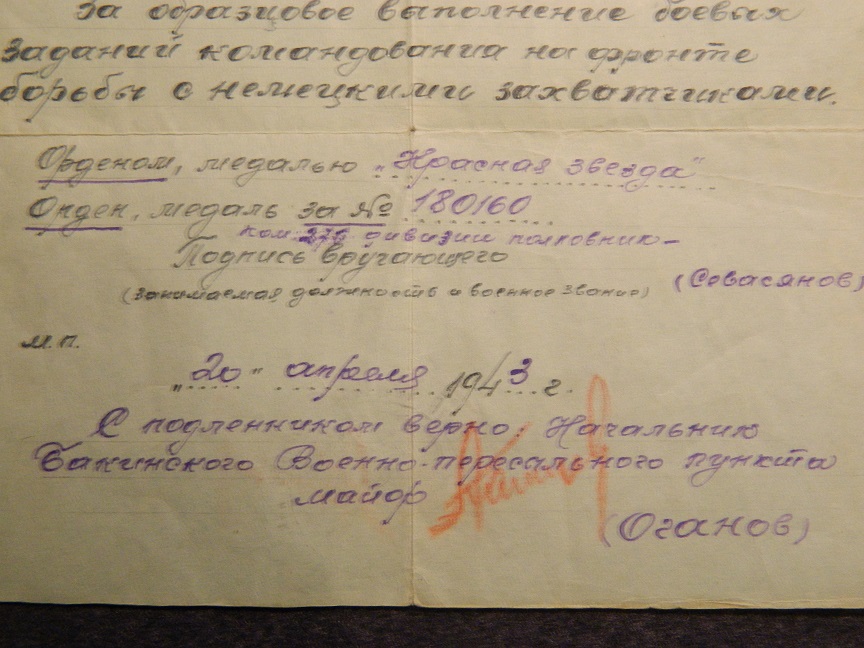 За образцовое выполнение боевых
заданий командования на фронте
борьбы с немецкими захватчиками.
Орденом, медалью „Красная звезда"
Орден, медаль за № 180160
ком. 276 дивизии полковник —
Подпись вручающего
(Севасянов)
(занимаемая должность и военное звание)
м.п.
„20" апреля 1943 г.
С подленником верно. Начальник
Бакинского Военно-пересыльного пункта
майор
(Оганов)